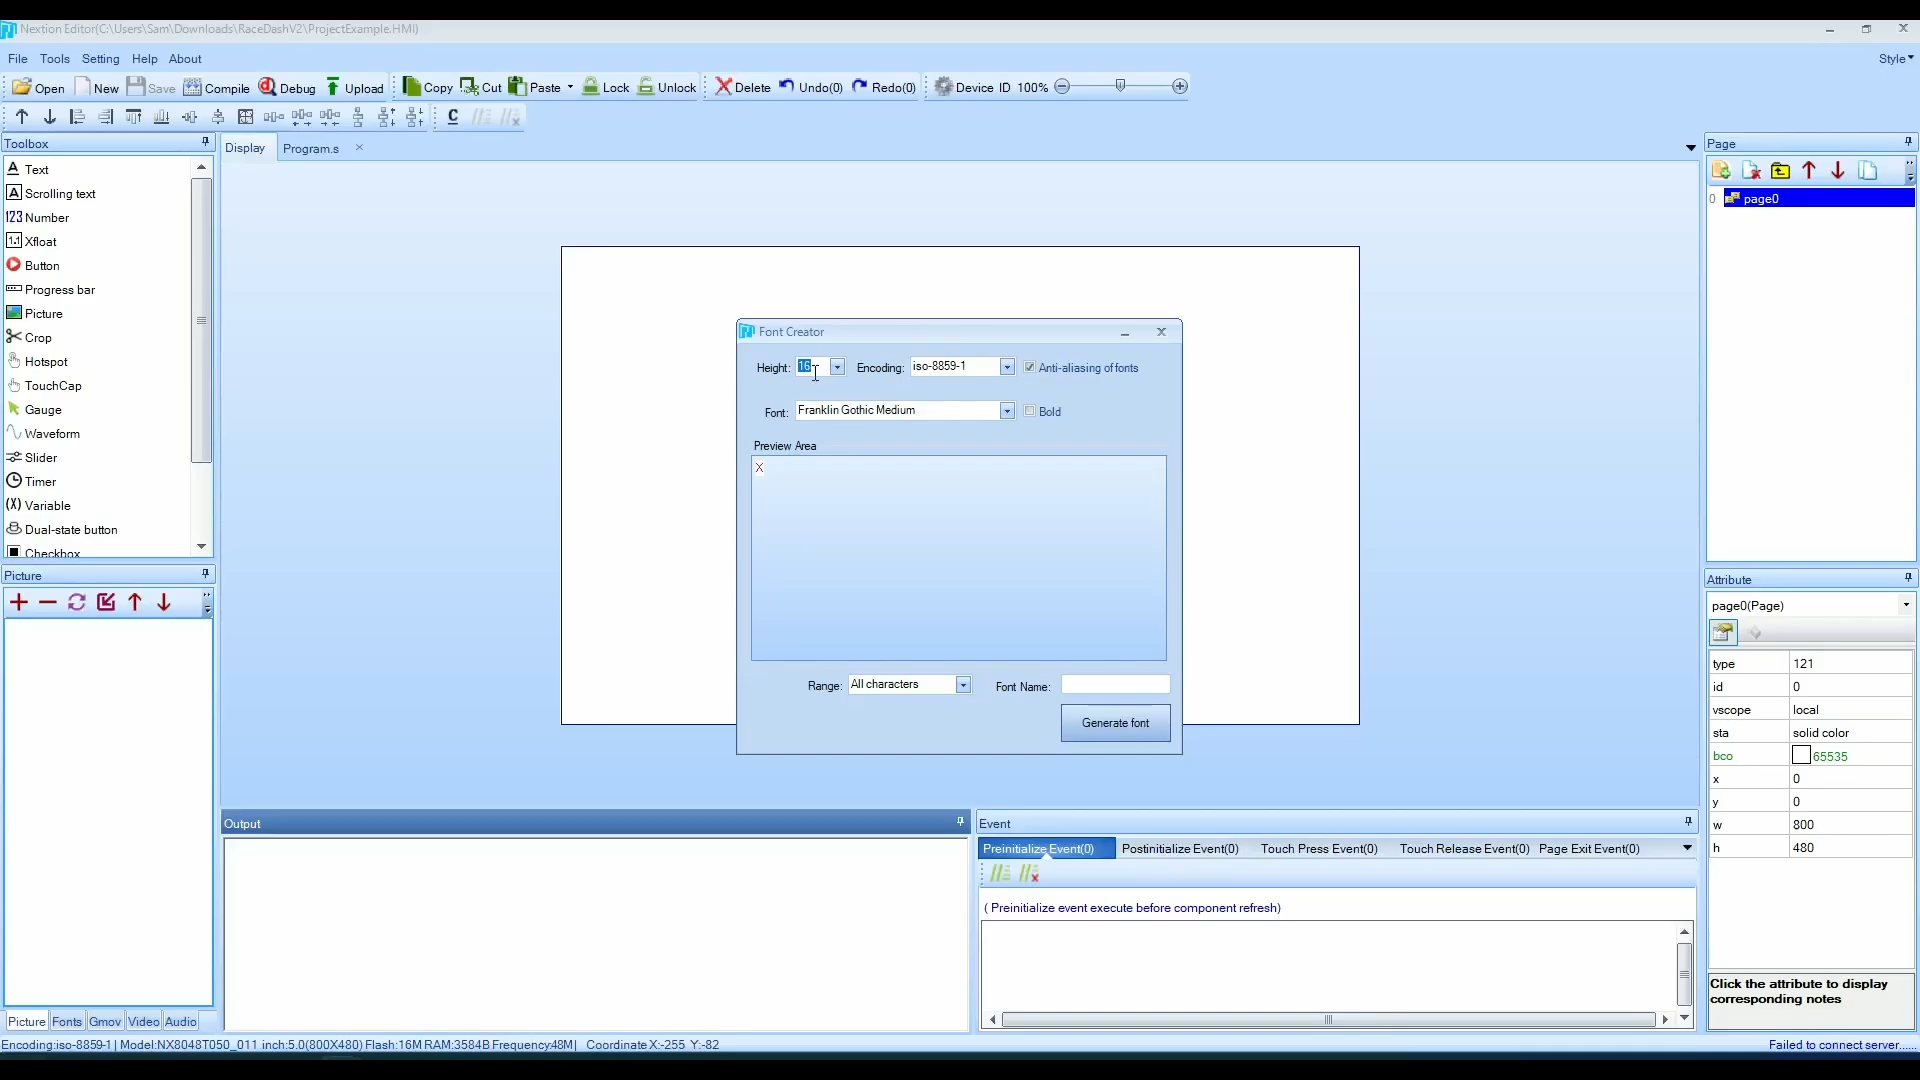 Nextion Editor(C:\Users\Sam\Downloads\RaceDashV2\ProjectExample.HMI)
File Tools Setting Help About Style
Open New Save Compile Debug Upload Copy Cut Paste Lock Unlock Delete Undo(0) Redo(0) Device ID 100%
C
Toolbox
Display Program.s
Page
A Text
A Scrolling text
123 Number
1.1 Xfloat
Button
Progress bar
Picture
Crop
Hotspot
TouchCap
Gauge
Waveform
Slider
Timer
(X) Variable
Dual-state button
Checkbox
0 page0
Font Creator
Height: 16 Encoding: iso-8859-1 Anti-aliasing of fonts
Font: Franklin Gothic Medium Bold
Preview Area
X
Range: All characters Font Name:
Generate font
Picture
Picture Fonts Gmov Video Audio
Attribute
page0(Page)
type 121
id 0
vscope local
sta solid color
bco 65535
x 0
y 0
w 800
h 480
Click the attribute to display
corresponding notes
Output
Event
Preinitialize Event(0) Postinitialize Event(0) Touch Press Event(0) Touch Release Event(0) Page Exit Event(0)
( Preinitialize event execute before component refresh)
Encoding:iso-8859-1 | Model:NX8048T050_011 inch:5.0(800X480) Flash:16M RAM:3584B Frequency:48M | Coordinate X:-255 Y:-82
Failed to connect server......